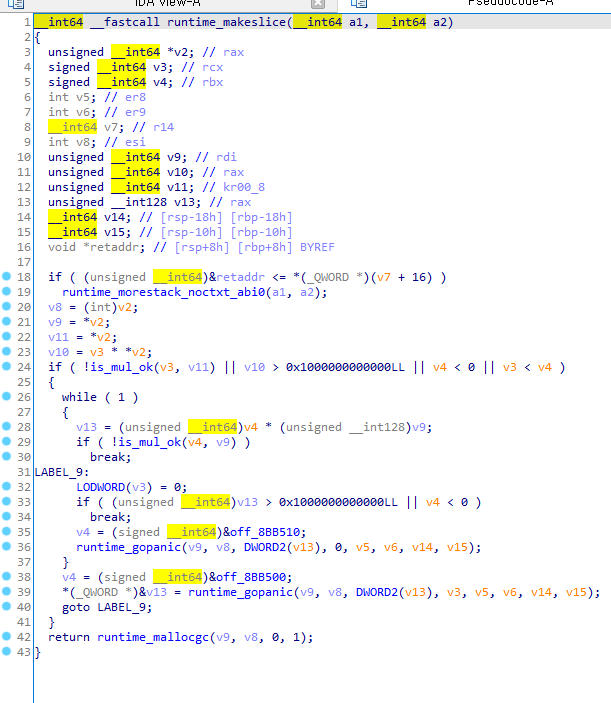 IDA View-A Pseudocode-A
1 __int64 __fastcall runtime_makeslice(__int64 a1, __int64 a2)
2 {
3 unsigned __int64 *v2; // rax
4 signed __int64 v3; // rcx
5 signed __int64 v4; // rbx
6 int v5; // er8
7 int v6; // er9
8 __int64 v7; // r14
9 int v8; // esi
10 unsigned __int64 v9; // rdi
11 unsigned __int64 v10; // rax
12 unsigned __int64 v11; // kr00_8
13 unsigned __int128 v13; // rax
14 __int64 v14; // [rsp-18h] [rbp-18h]
15 __int64 v15; // [rsp-10h] [rbp-10h]
16 void *retaddr; // [rsp+8h] [rbp+8h] BYREF
17
18 if ( (unsigned __int64)&retaddr <= *(_QWORD *)(v7 + 16) )
19 runtime_morestack_noctxt_abi0(a1, a2);
20 v8 = (int)v2;
21 v9 = *v2;
22 v11 = *v2;
23 v10 = v3 * *v2;
24 if ( !is_mul_ok(v3, v11) || v10 > 0x1000000000000LL || v4 < 0 || v3 < v4 )
25 {
26 while ( 1 )
27 {
28 v13 = (unsigned __int64)v4 * (unsigned __int128)v9;
29 if ( !is_mul_ok(v4, v9) )
30 break;
31 LABEL_9:
32 LODWORD(v3) = 0;
33 if ( (unsigned __int64)v13 > 0x1000000000000LL || v4 < 0 )
34 break;
35 v4 = (signed __int64)&off_8BB510;
36 runtime_gopanic(v9, v8, DWORD2(v13), 0, v5, v6, v14, v15);
37 }
38 v4 = (signed __int64)&off_8BB500;
39 *(_QWORD *)&v13 = runtime_gopanic(v9, v8, DWORD2(v13), v3, v5, v6, v14, v15);
40 goto LABEL_9;
41 }
42 return runtime_mallocgc(v9, v8, 0, 1);
43 }